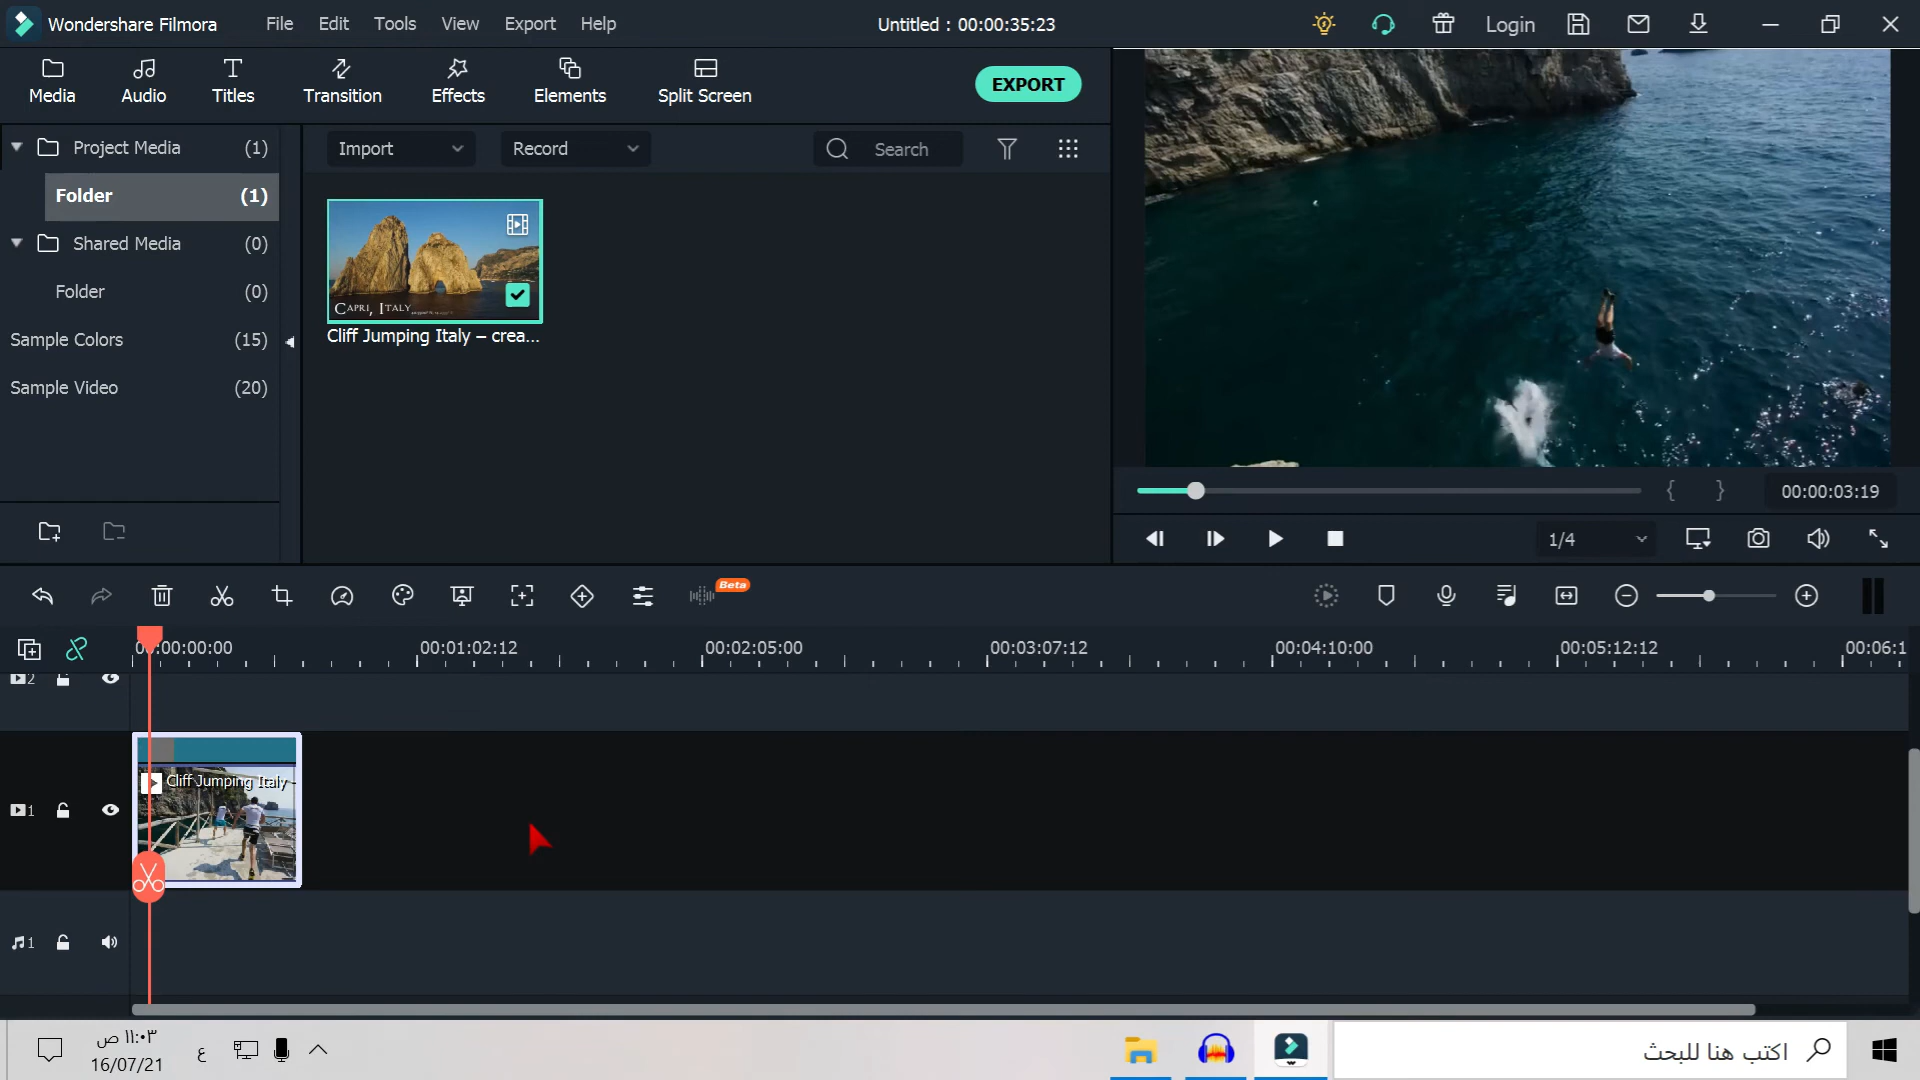 Wondershare Filmora File Edit Tools View Export Help Untitled : 00:00:35:23 Login
Media Audio Titles Transition Effects Elements Split Screen EXPORT
Project Media (1)
Folder (1)
Shared Media (0)
Folder (0)
Sample Colors (15)
Sample Video (20)
Import Record Search
CAPRI, ITALY
Cliff Jumping Italy – crea...
00:00:03:19
1/4
Beta
00:00:00:00 00:01:02:12 00:02:05:00 00:03:07:12 00:04:10:00 00:05:12:12 00:06:1
2
Cliff Jumping Italy -
1
1
١١:٠٣ ص
16/07/21
ع
اكتب هنا للبحث